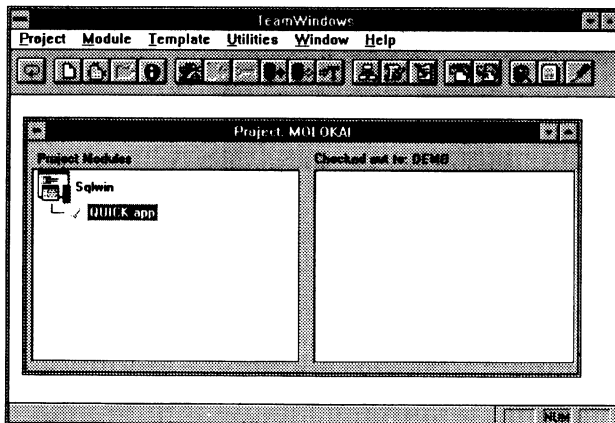 TeamWindows
Project Module Template Utilities Window Help
Project: MOLOKAI
Project Modules
Checked out to: DEMO
Sqlwin
QUICK.app
NUM